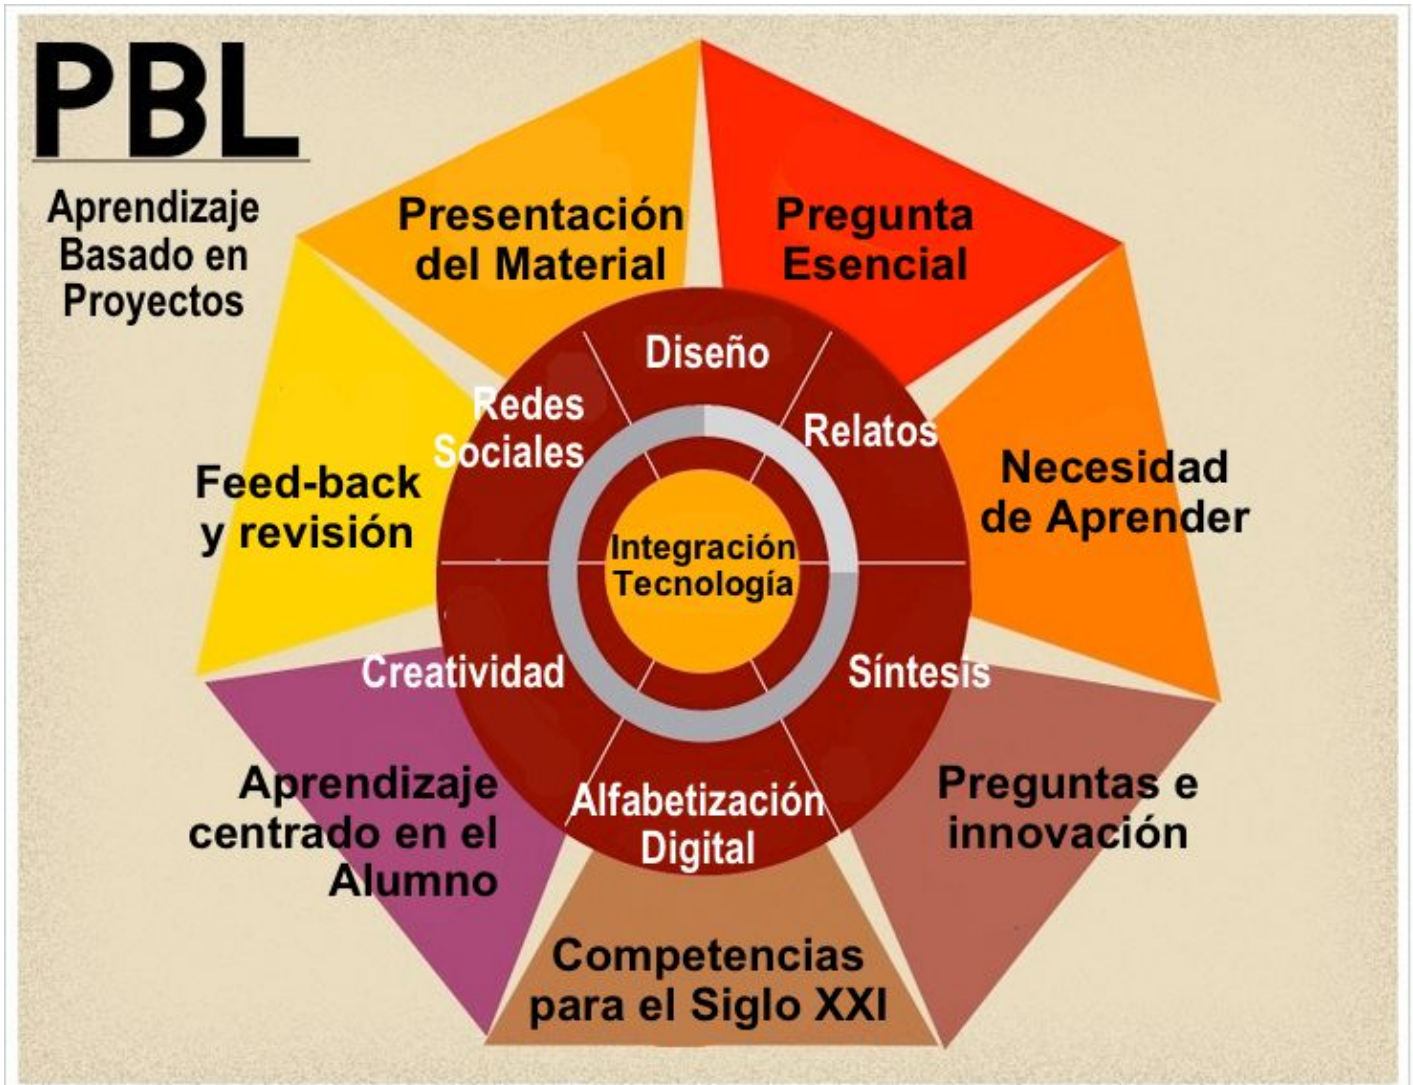 PBL
Aprendizaje
Basado en
Proyectos
Presentación
del Material
Pregunta
Esencial
Necesidad
de Aprender
Preguntas e
innovación
Competencias
para el Siglo XXI
Aprendizaje
centrado en el
Alumno
Feed-back
y revisión
Diseño
Relatos
Síntesis
Alfabetización
Digital
Creatividad
Redes
Sociales
Integración
Tecnología